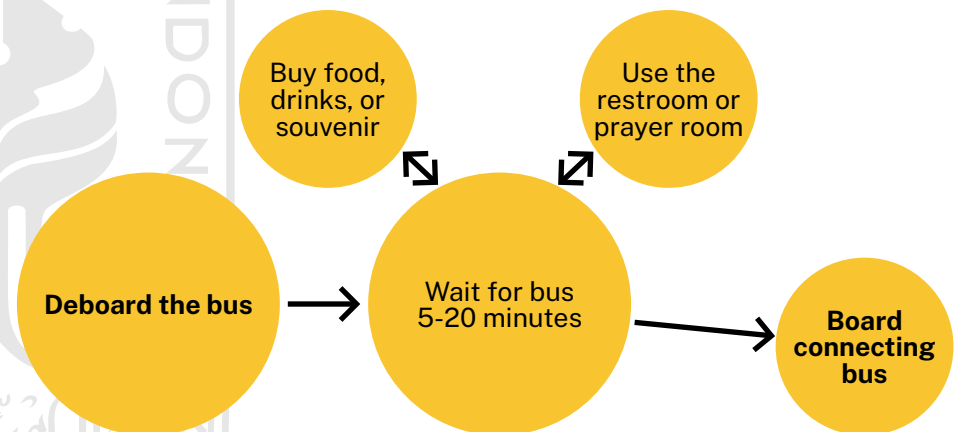 Buy food,
drinks, or
souvenir
Use the
restroom or
prayer room
Deboard the bus
Wait for bus
5-20 minutes
Board
connecting
bus